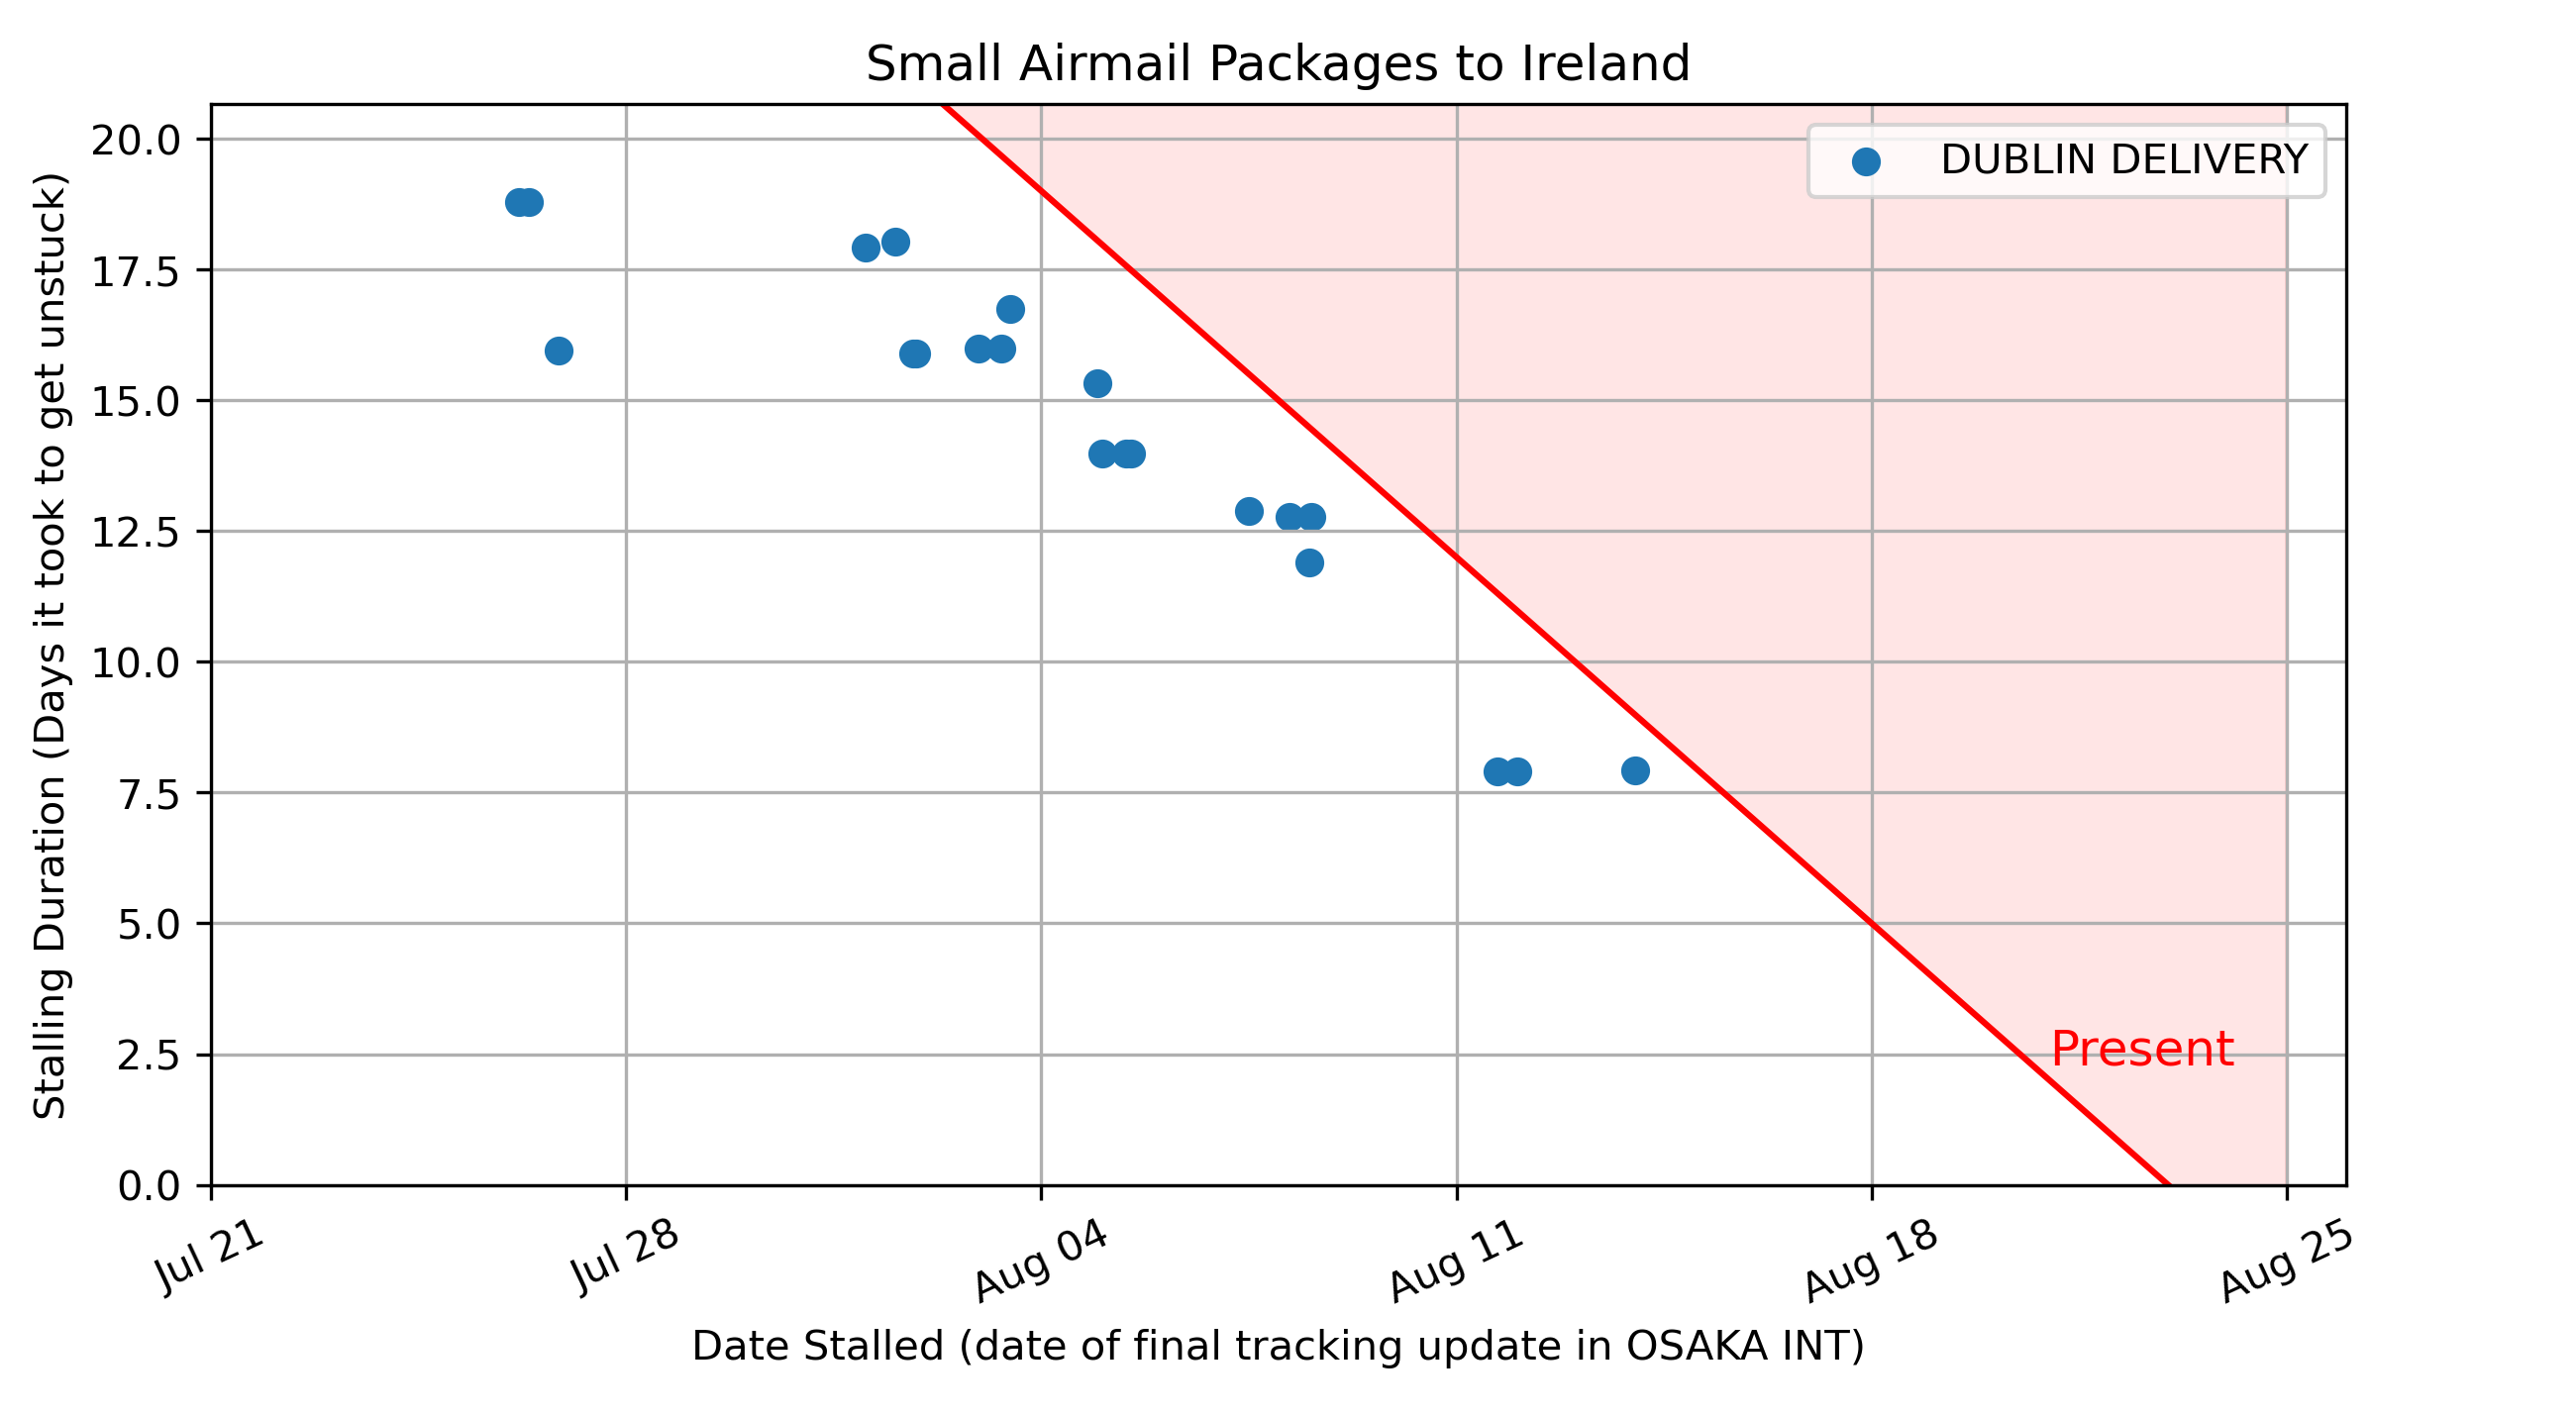 Small Airmail Packages to Ireland
DUBLIN DELIVERY
Stalling Duration (Days it took to get unstuck)
20.0
17.5
15.0
12.5
10.0
7.5
5.0
2.5
0.0
Present
Jul 21
Jul 28
Aug 04
Aug 11
Aug 18
Aug 25
Date Stalled (date of final tracking update in OSAKA INT)